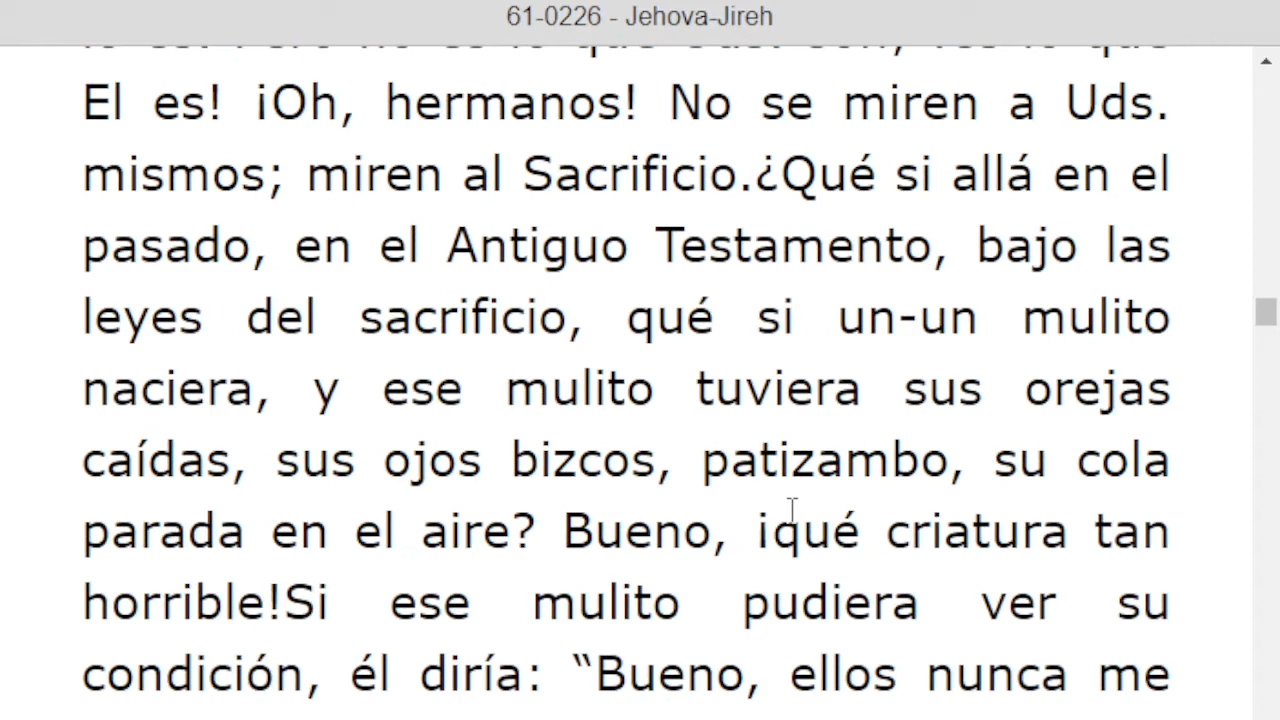 61-0226 - Jehova-Jireh
El es! ¡Oh, hermanos! No se miren a Uds.
mismos; miren al Sacrificio.¿Qué si allá en el
pasado, en el Antiguo Testamento, bajo las
leyes del sacrificio, qué si un-un mulito
naciera, y ese mulito tuviera sus orejas
caídas, sus ojos bizcos, patizambo, su cola
parada en el aire? Bueno, ¡qué criatura tan
horrible!Si ese mulito pudiera ver su
condición, él diría: “Bueno, ellos nunca me